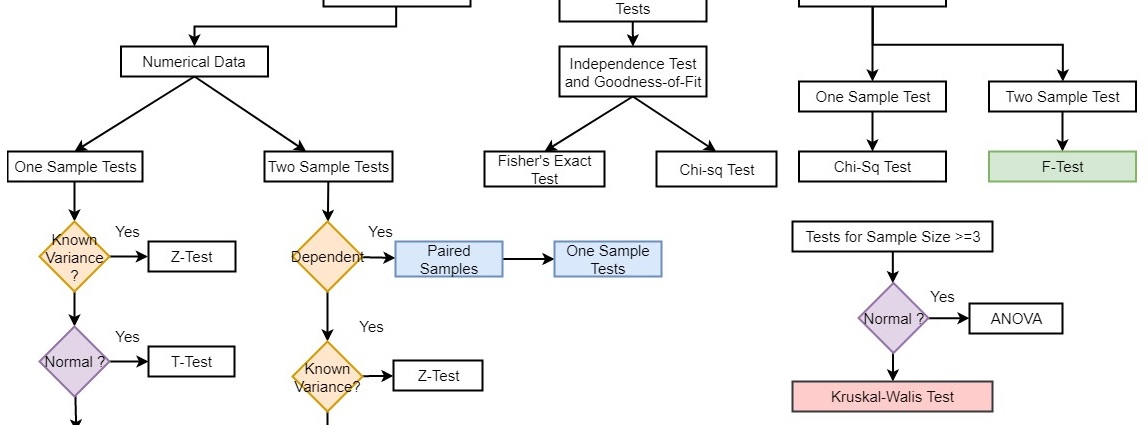 Tests
Numerical Data
Independence Test
and Goodness-of-Fit
One Sample Test
Two Sample Test
One Sample Tests
Two Sample Tests
Fisher's Exact
Test
Chi-sq Test
Chi-Sq Test
F-Test
Known
Variance
?
Yes
Z-Test
Dependent
Yes
Paired
Samples
One Sample
Tests
Tests for Sample Size >=3
Normal ?
Yes
ANOVA
Normal ?
Yes
T-Test
Yes
Known
Variance?
Z-Test
Kruskal-Walis Test